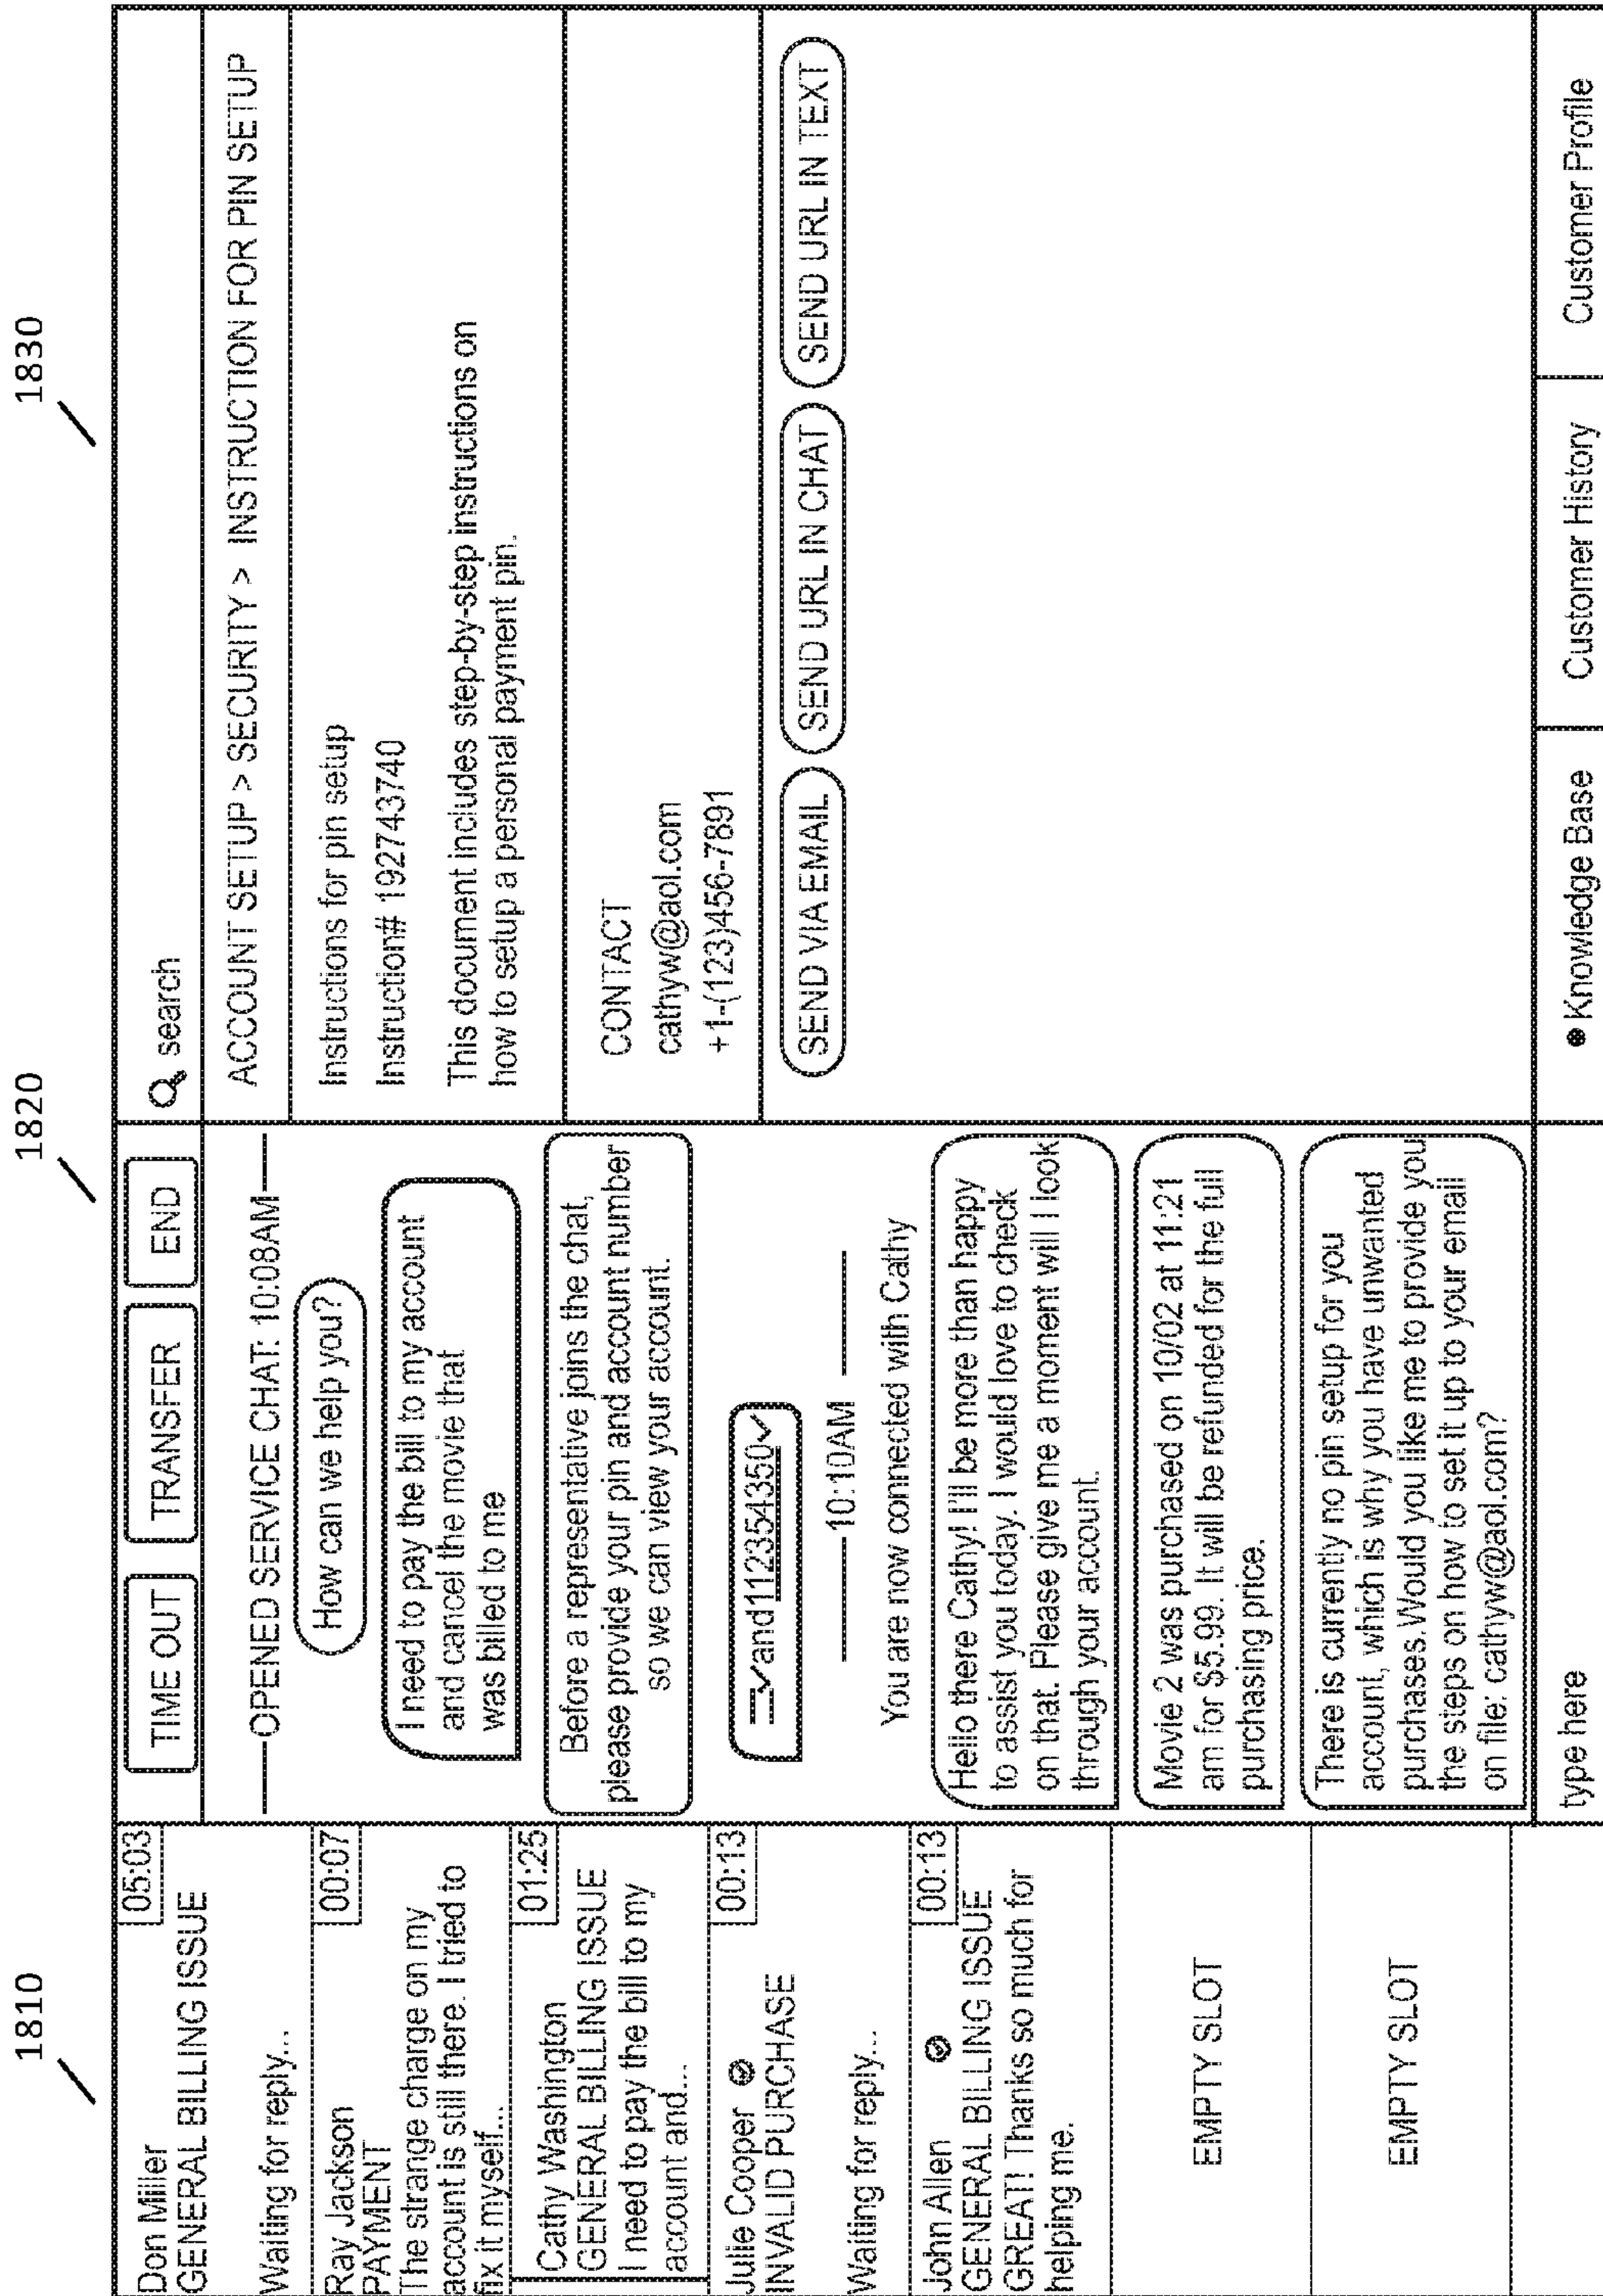 1810
1820
1830
Don Miller
05:03
GENERAL BILLING ISSUE
Waiting for reply...
Ray Jackson
00:07
PAYMENT
The strange charge on my
account is still there. I tried to
fix it myself...
Cathy Washington
01:25
GENERAL BILLING ISSUE
I need to pay the bill to my
account and...
Julie Cooper
00:13
INVALID PURCHASE
Waiting for reply...
John Allen
00:13
GENERAL BILLING ISSUE
GREAT! Thanks so much for
helping me.
EMPTY SLOT
EMPTY SLOT
TIME OUT
TRANSFER
END
OPENED SERVICE CHAT: 10:08AM
How can we help you?
I need to pay the bill to my account
and cancel the movie that
was billed to me
Before a representative joins the chat,
please provide your pin and account number
so we can view your account.
and112354350
10:10AM
You are now connected with Cathy
Hello there Cathy! I'll be more than happy
to assist you today. I would love to check
on that. Please give me a moment will I look
through your account.
Movie 2 was purchased on 10/02 at 11:21
am for $5.99. It will be refunded for the full
purchasing price.
There is currently no pin setup for you
account, which is why you have unwanted
purchases.Would you like me to provide you
the steps on how to set it up to your email
on file: cathyw@aol.com?
type here
search
ACCOUNT SETUP > SECURITY > INSTRUCTION FOR PIN SETUP
Instructions for pin setup
Instruction# 192743740
This document includes step-by-step instructions on
how to setup a personal payment pin.
CONTACT
cathyw@aol.com
+1-(123)456-7891
SEND VIA EMAIL
SEND URL IN CHAT
SEND URL IN TEXT
Knowledge Base
Customer History
Customer Profile